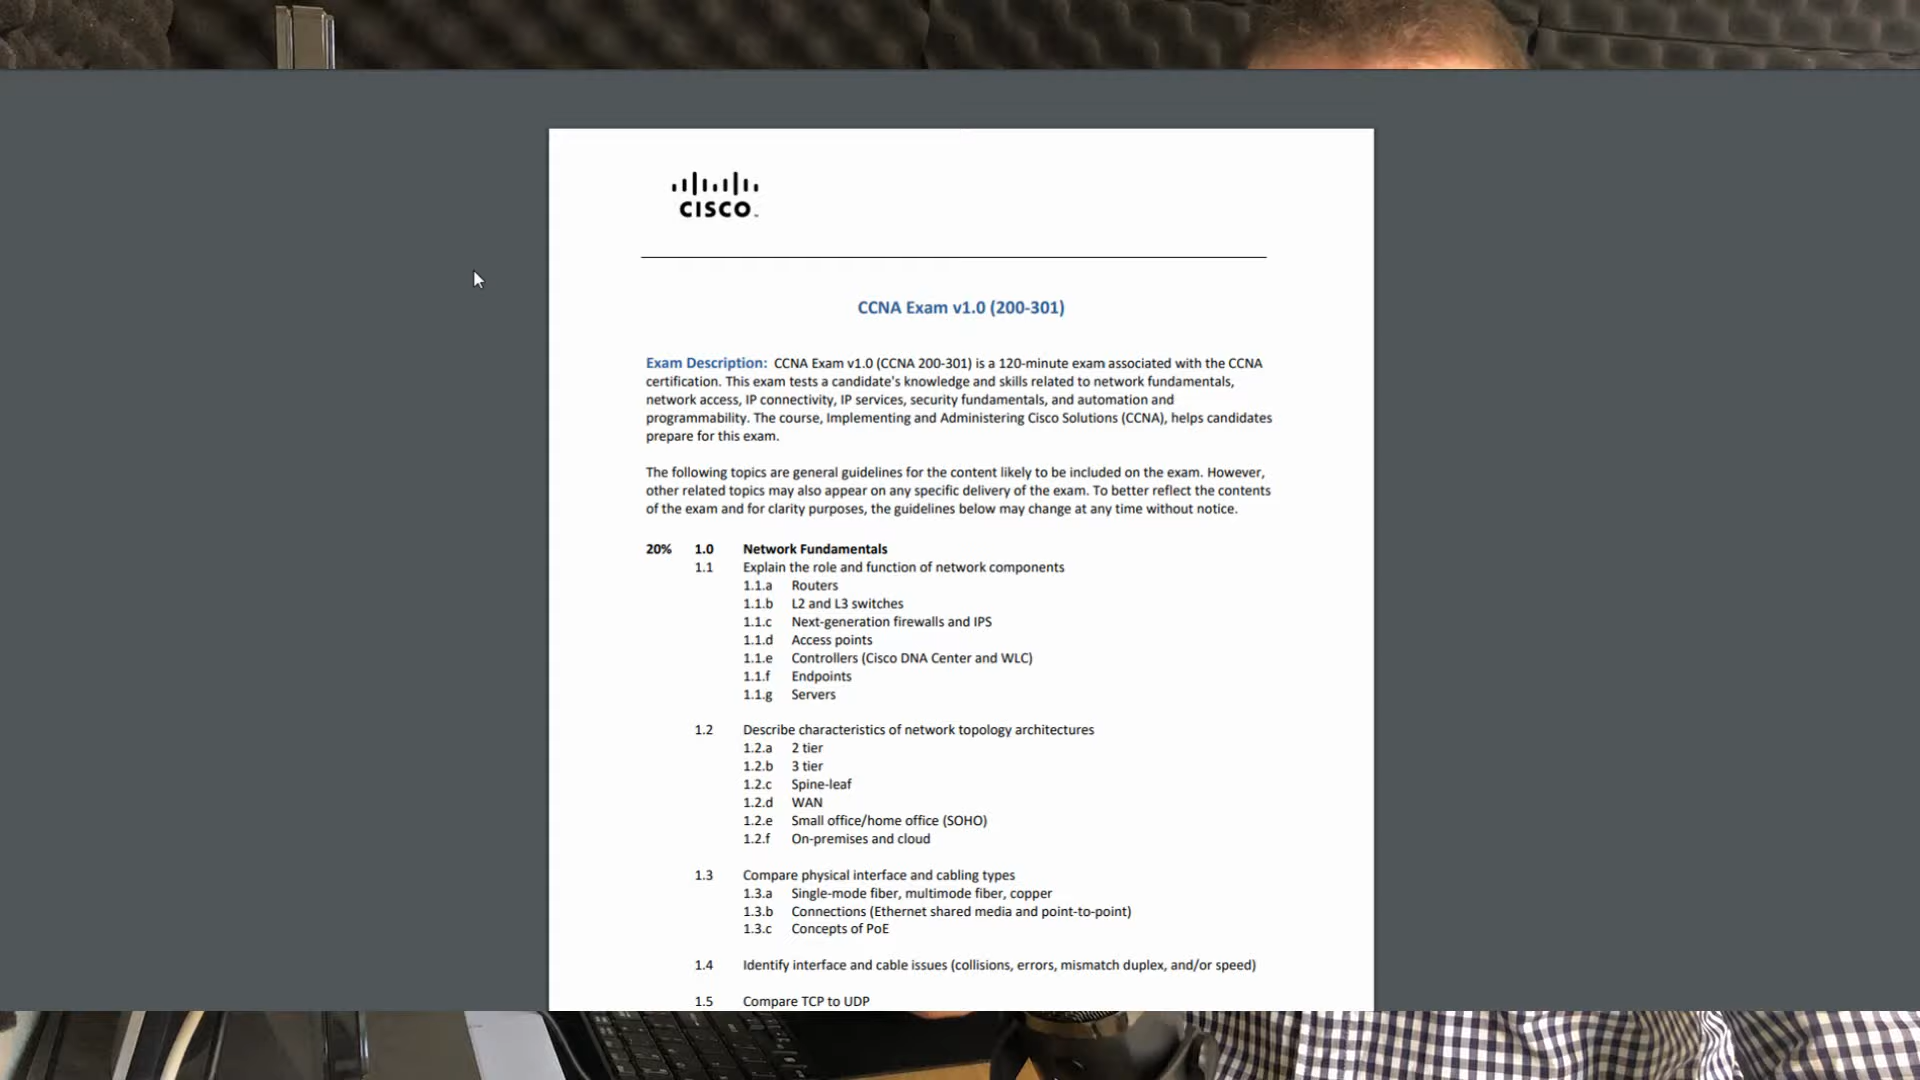 CISCO
CCNA Exam v1.0 (200-301)
Exam Description: CCNA Exam v1.0 (CCNA 200-301) is a 120-minute exam associated with the CCNA
certification. This exam tests a candidate's knowledge and skills related to network fundamentals,
network access, IP connectivity, IP services, security fundamentals, and automation and
programmability. The course, Implementing and Administering Cisco Solutions (CCNA), helps candidates
prepare for this exam.
The following topics are general guidelines for the content likely to be included on the exam. However,
other related topics may also appear on any specific delivery of the exam. To better reflect the contents
of the exam and for clarity purposes, the guidelines below may change at any time without notice.
20% 1.0 Network Fundamentals
1.1 Explain the role and function of network components
1.1.a Routers
1.1.b L2 and L3 switches
1.1.c Next-generation firewalls and IPS
1.1.d Access points
1.1.e Controllers (Cisco DNA Center and WLC)
1.1.f Endpoints
1.1.g Servers
1.2 Describe characteristics of network topology architectures
1.2.a 2 tier
1.2.b 3 tier
1.2.c Spine-leaf
1.2.d WAN
1.2.e Small office/home office (SOHO)
1.2.f On-premises and cloud
1.3 Compare physical interface and cabling types
1.3.a Single-mode fiber, multimode fiber, copper
1.3.b Connections (Ethernet shared media and point-to-point)
1.3.c Concepts of PoE
1.4 Identify interface and cable issues (collisions, errors, mismatch duplex, and/or speed)
1.5 Compare TCP to UDP